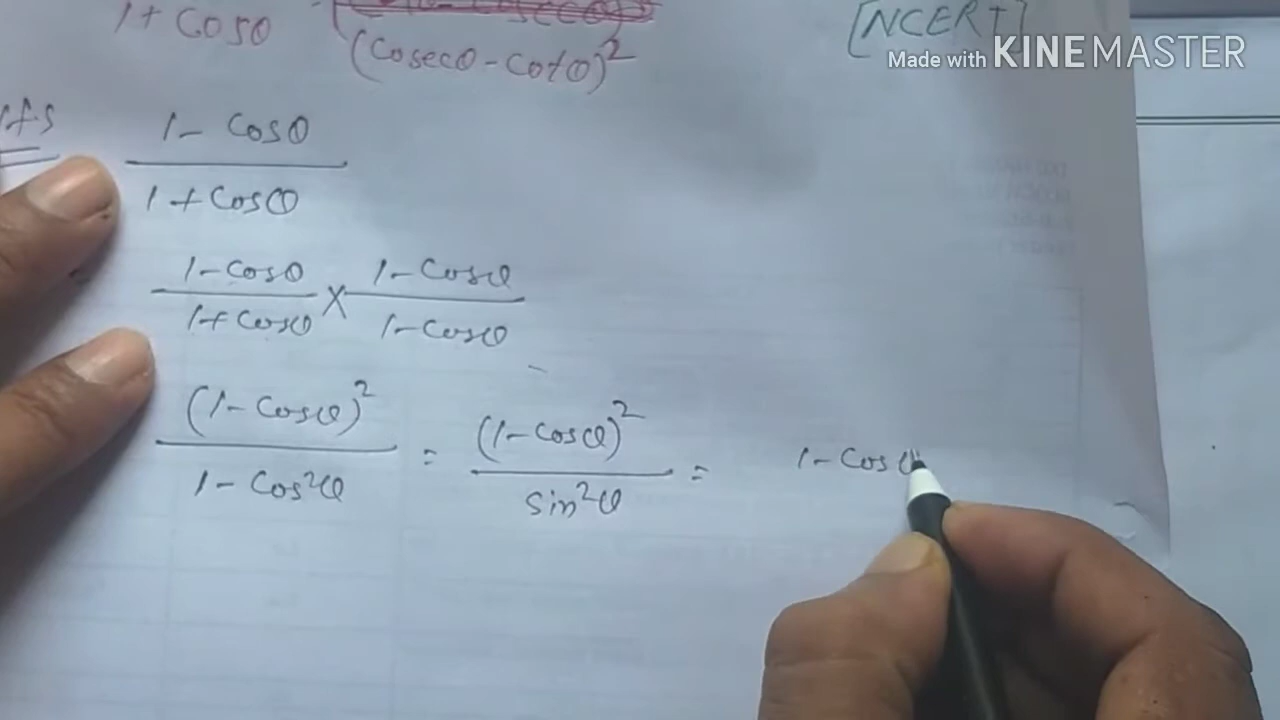 1 + Cosθ (Cosecθ - Cotθ)² [NCERT]
Made with KINEMASTER
1 - Cosθ
1 + Cosθ
1 - Cosθ / 1 + Cosθ X 1 - Cosθ / 1 - Cosθ
(1 - Cosθ)² / 1 - Cos²θ = (1 - Cosθ)² / Sin²θ = 1 - Cosθ